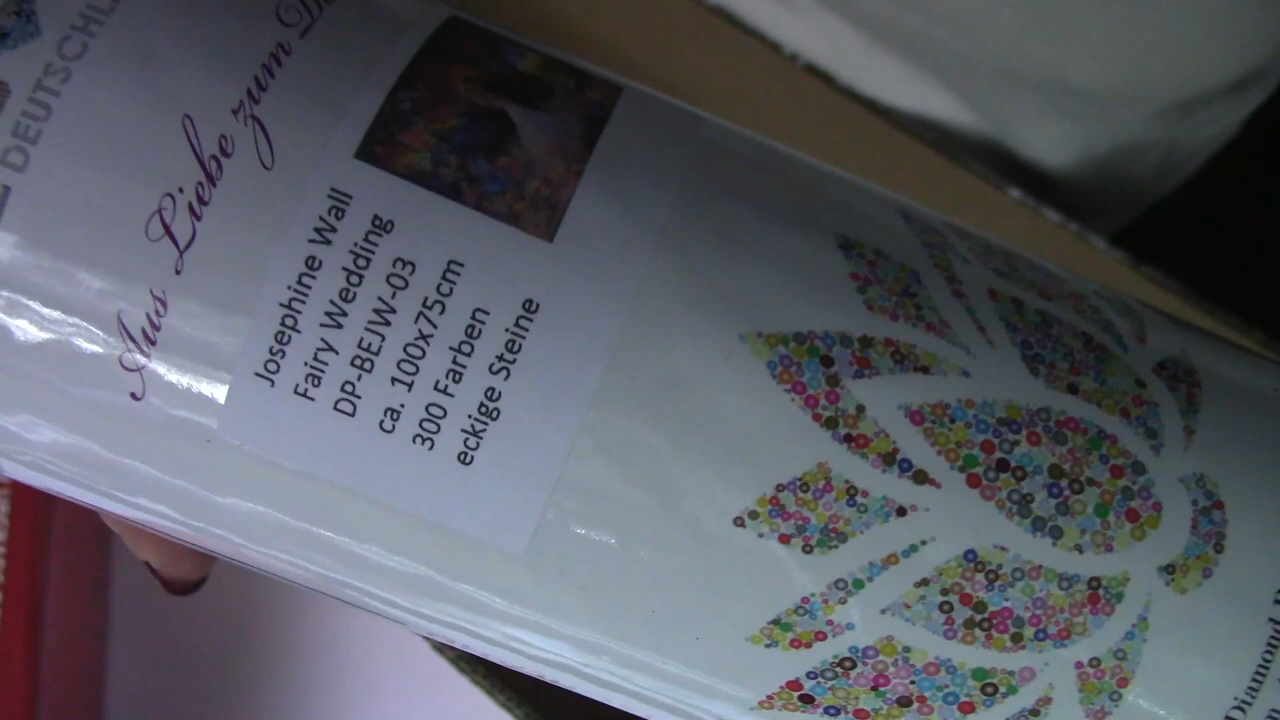 DEUTSCHL
Aus Liebe zum
Josephine Wall
Fairy Wedding
DP-BEJW-03
ca. 100x75cm
300 Farben
eckige Steine
Diamond